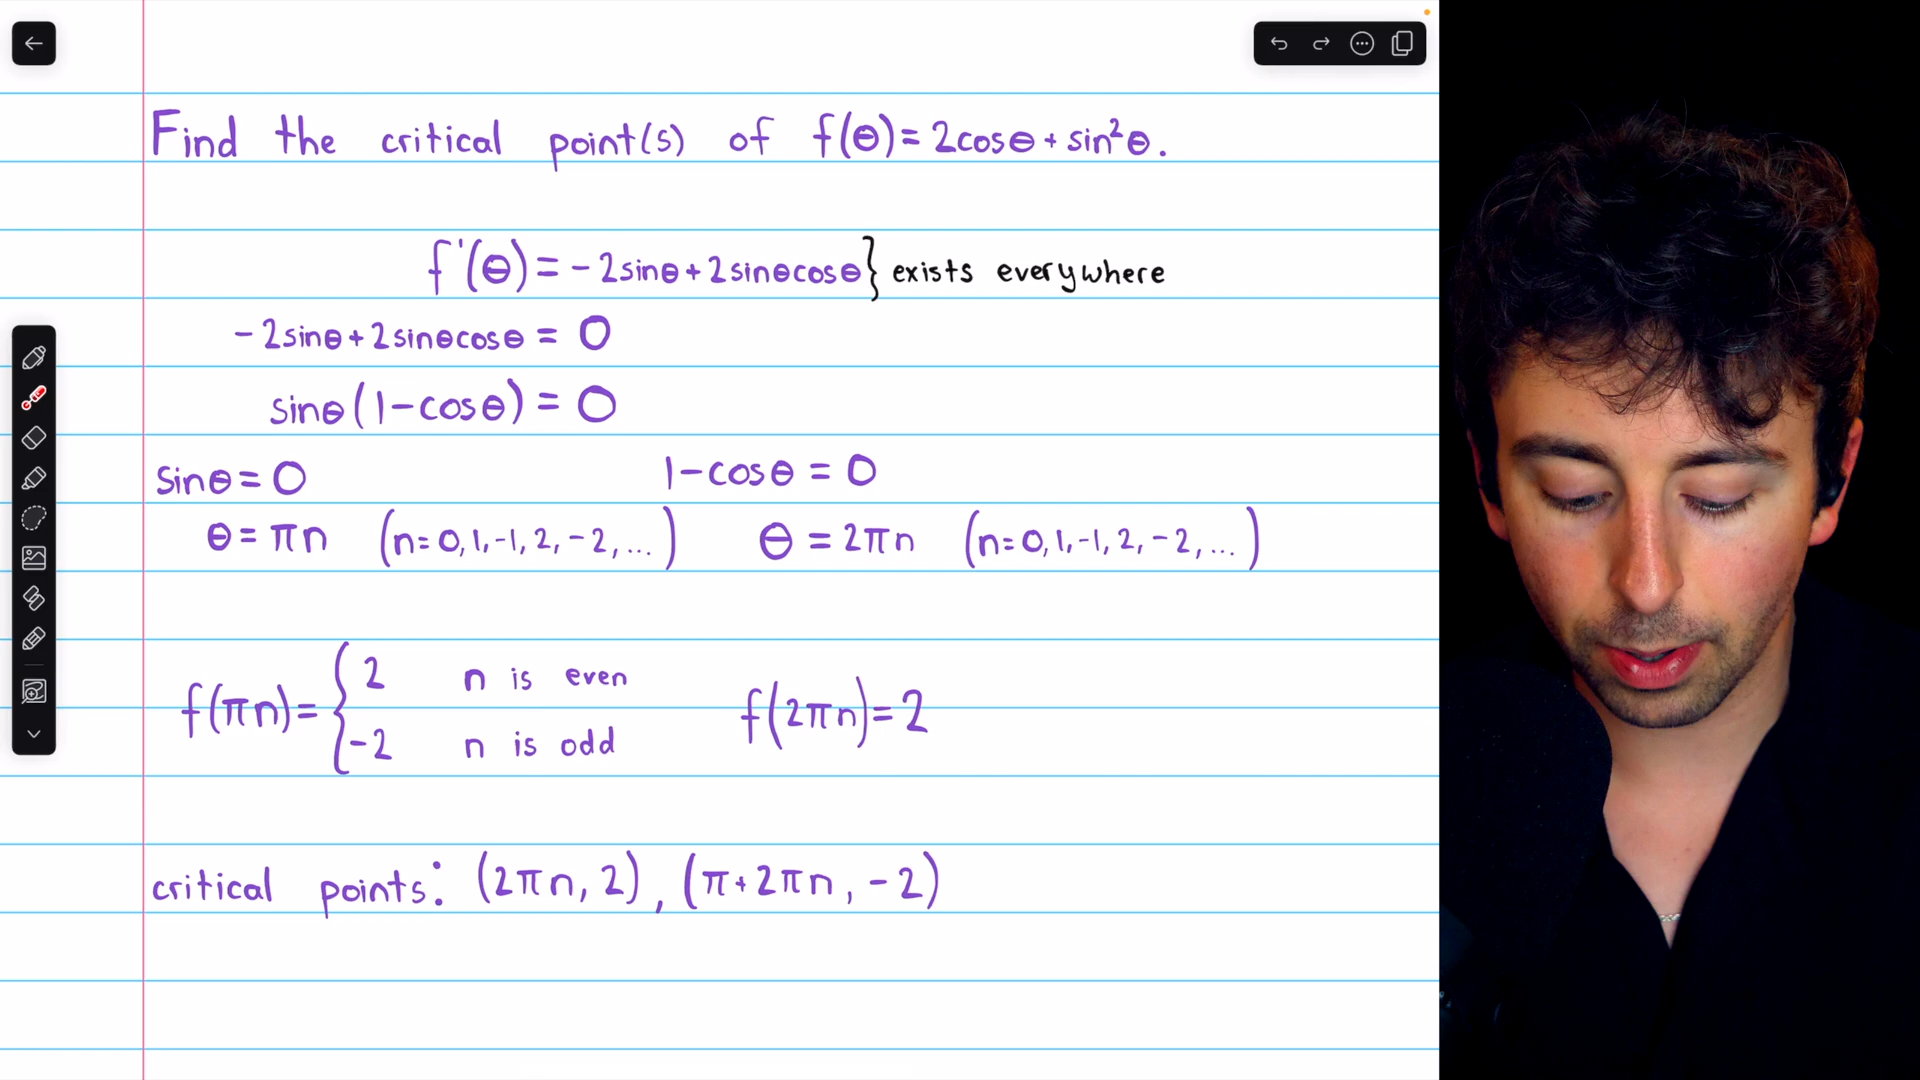 Find the critical point(s) of f(θ)=2cosθ+sin²θ.
f'(θ)=-2sinθ+2sinθcosθ} exists everywhere
-2sinθ+2sinθcosθ = 0
sinθ(1-cosθ) = 0
sinθ=0 1-cosθ=0
θ=πn (n=0,1,-1,2,-2,...) θ=2πn (n=0,1,-1,2,-2,...)
f(πn)={2 n is even
-2 n is odd f(2πn)=2
critical points: (2πn,2), (π+2πn,-2)